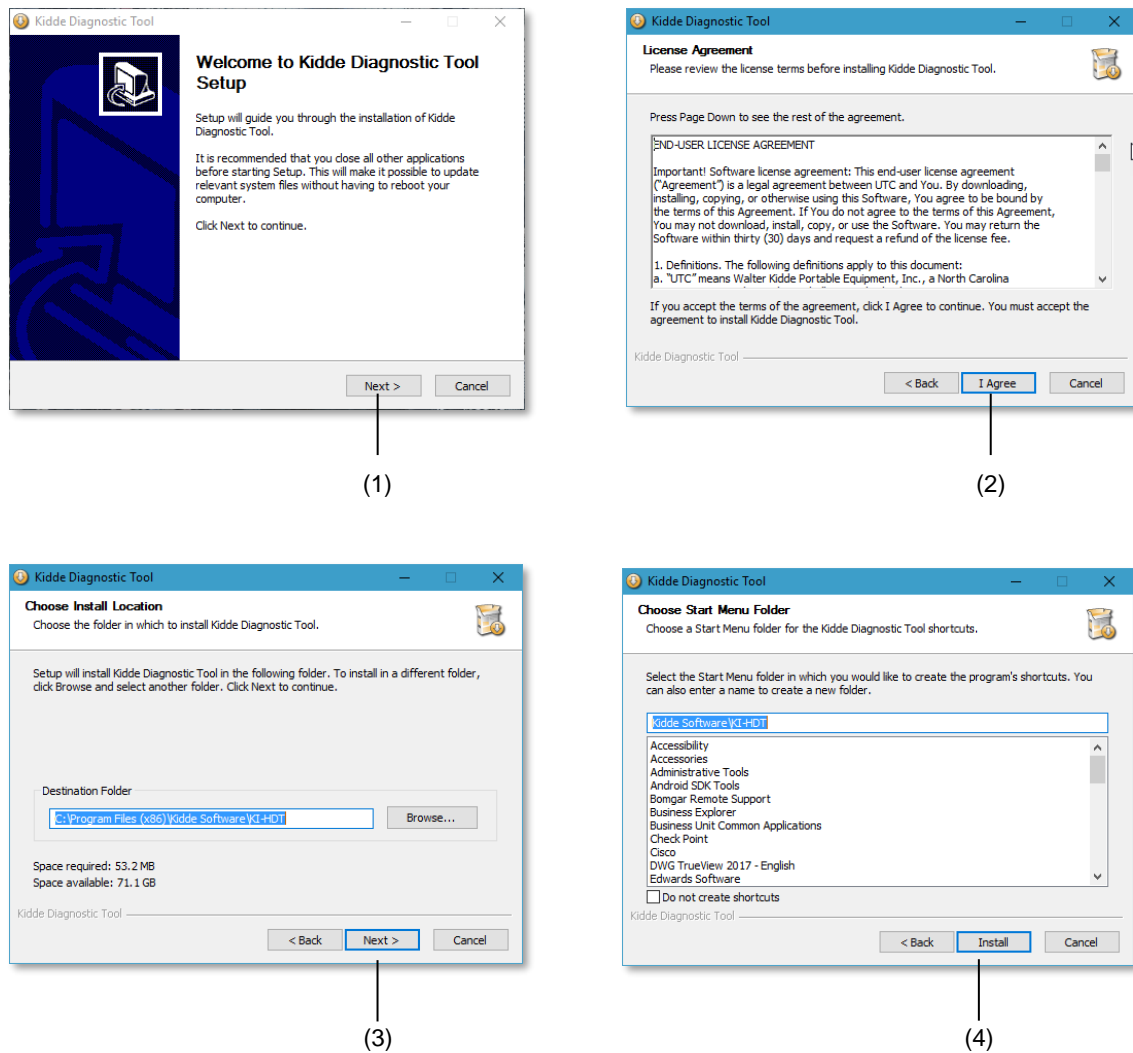 Kidde Diagnostic Tool
Welcome to Kidde Diagnostic Tool
Setup
Setup will guide you through the installation of Kidde
Diagnostic Tool.
It is recommended that you close all other applications
before starting Setup. This will make it possible to update
relevant system files without having to reboot your
computer.
Click Next to continue.
Next >
Cancel
(1)
Kidde Diagnostic Tool
License Agreement
Please review the license terms before installing Kidde Diagnostic Tool.
Press Page Down to see the rest of the agreement.
END-USER LICENSE AGREEMENT
Important! Software license agreement: This end-user license agreement
("Agreement") is a legal agreement between UTC and You. By downloading,
installing, copying, or otherwise using this Software, You agree to be bound by
the terms of this Agreement. If You do not agree to the terms of this Agreement,
You may not download, install, copy, or use the Software. You may return the
Software within thirty (30) days and request a refund of the license fee.
1. Definitions. The following definitions apply to this document:
a. "UTC" means Walter Kidde Portable Equipment, Inc., a North Carolina
If you accept the terms of the agreement, click I Agree to continue. You must accept the
agreement to install Kidde Diagnostic Tool.
Kidde Diagnostic Tool
< Back
I Agree
Cancel
(2)
Kidde Diagnostic Tool
Choose Install Location
Choose the folder in which to install Kidde Diagnostic Tool.
Setup will install Kidde Diagnostic Tool in the following folder. To install in a different folder,
click Browse and select another folder. Click Next to continue.
Destination Folder
C:\Program Files (x86)\Kidde Software\KI-HDT
Browse...
Space required: 53.2 MB
Space available: 71.1 GB
Kidde Diagnostic Tool
< Back
Next >
Cancel
(3)
Kidde Diagnostic Tool
Choose Start Menu Folder
Choose a Start Menu folder for the Kidde Diagnostic Tool shortcuts.
Select the Start Menu folder in which you would like to create the program's shortcuts. You
can also enter a name to create a new folder.
Kidde Software\KI-HDT
Accessibility
Accessories
Administrative Tools
Android SDK Tools
Bomgar Remote Support
Business Explorer
Business Unit Common Applications
Check Point
Cisco
DWG TrueView 2017 - English
Edwards Software
Do not create shortcuts
Kidde Diagnostic Tool
< Back
Install
Cancel
(4)